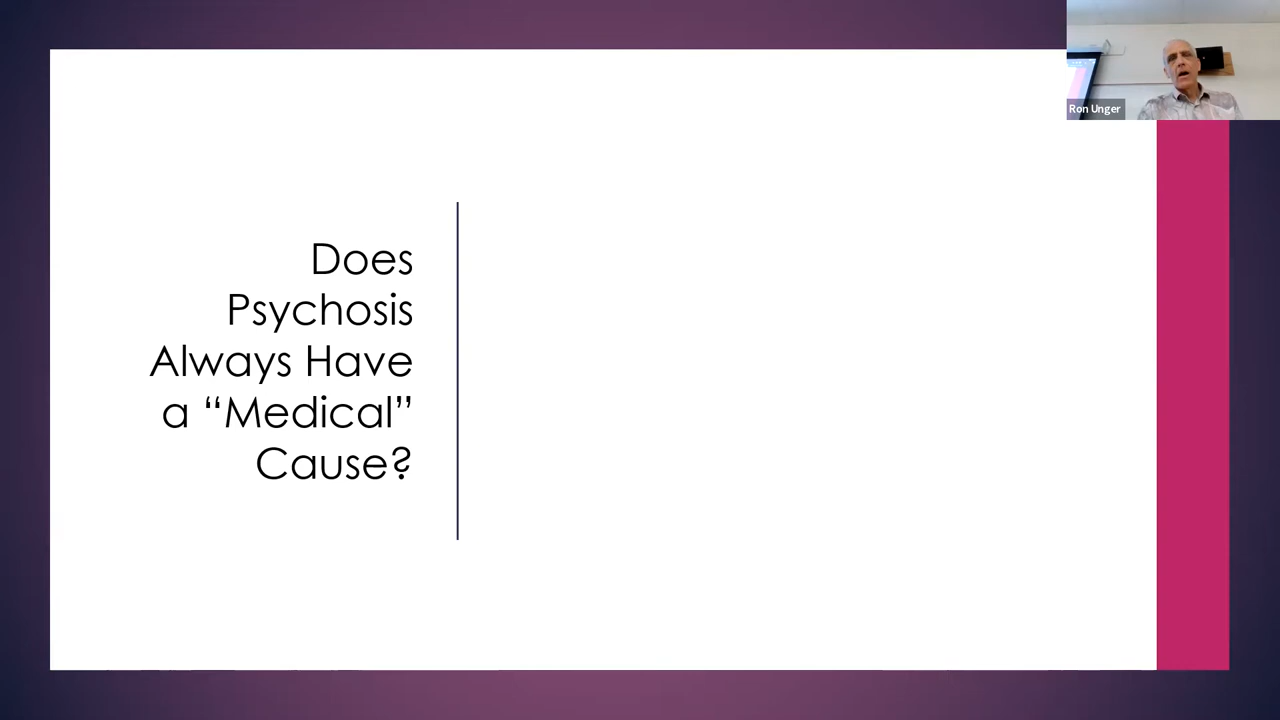 Ron Unger
Does
Psychosis
Always Have
a “Medical”
Cause?